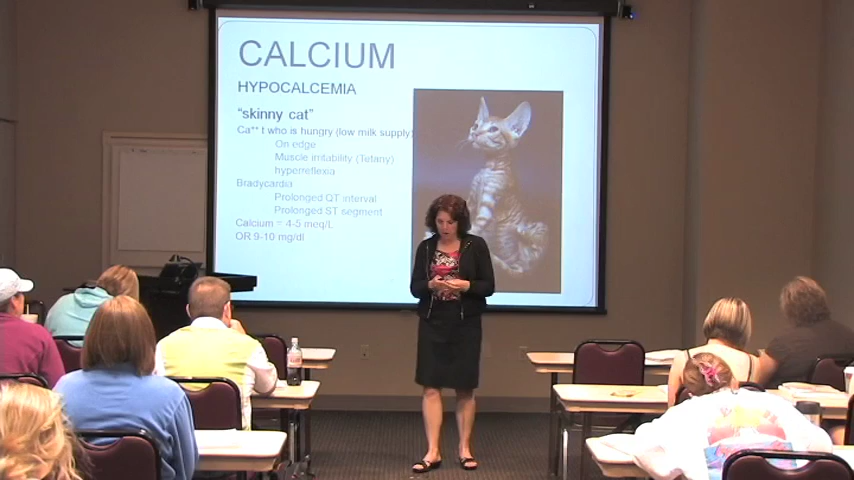 CALCIUM
HYPOCALCEMIA
"skinny cat"
Ca** t who is hungry (low milk supply)
On edge
Muscle irritability (Tetany)
hyperreflexia
Bradycardia
Prolonged QT interval
Prolonged ST segment
Calcium = 4-5 meq/L
OR 9-10 mg/dl